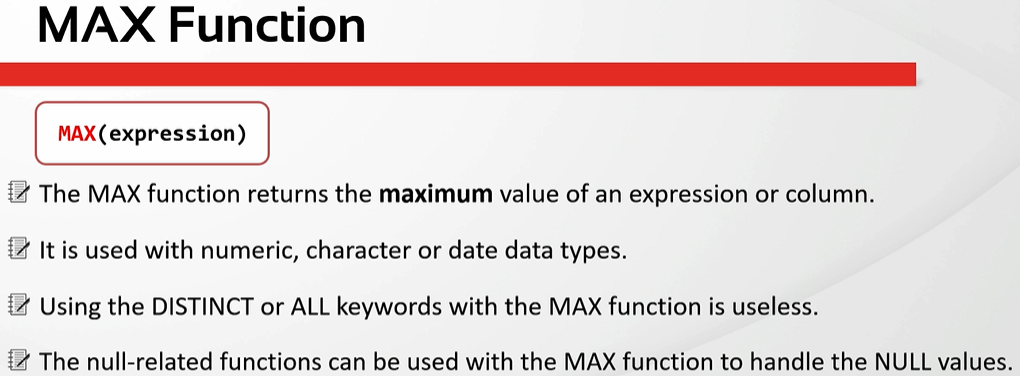 MAX Function
MAX(expression)
The MAX function returns the maximum value of an expression or column.
It is used with numeric, character or date data types.
Using the DISTINCT or ALL keywords with the MAX function is useless.
The null-related functions can be used with the MAX function to handle the NULL values.